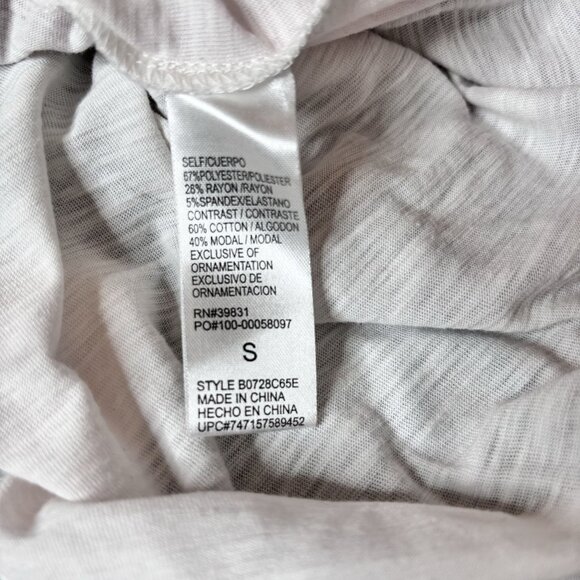 SELF/CUERPO
67%POLYESTER/POLIESTER
28% RAYON /RAYON
5%SPANDEX/ELASTANO
CONTRAST / CONTRASTE
60% COTTON / ALGODON
40% MODAL / MODAL
EXCLUSIVE OF
ORNAMENTATION
EXCLUSIVO DE
ORNAMENTACION
RN#39831
PO#100-00058097
S
STYLE B0728C65E
MADE IN CHINA
HECHO EN CHINA
UPC#747157589452